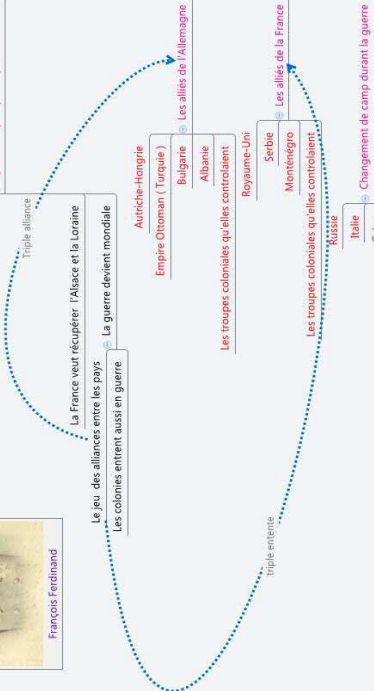 François Ferdinand
La France veut récupérer l'Alsace et la Loraine
La guerre devient mondiale
Le jeu des alliances entre les pays
Les colonies entrent aussi en guerre
Triple alliance
triple entente
Les alliés de l'Allemagne
Autriche-Hongrie
Empire Ottoman ( Turquie )
Bulgarie
Albanie
Les troupes coloniales qu'elles controlaient
Les alliés de la France
Royaume-Uni
Serbie
Monténégro
Les troupes coloniales qu'elles controlaient
Changement de camp durant la guerre
Russie
Italie